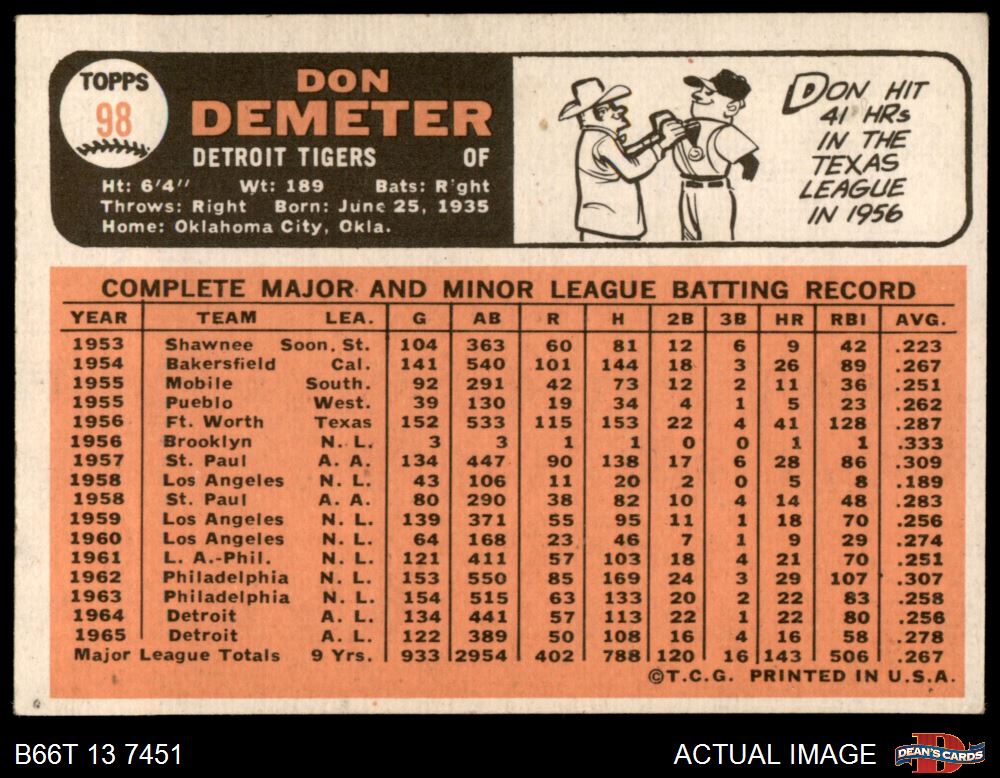 TOPPS
98
DON
DEMETER
DETROIT TIGERS OF
Ht: 6'4" Wt: 189 Bats: Right
Throws: Right Born: June 25, 1935
Home: Oklahoma City, Okla.
DON HIT
41 HRs
IN THE
TEXAS
LEAGUE
IN 1956
COMPLETE MAJOR AND MINOR LEAGUE BATTING RECORD
YEAR TEAM LEA. G AB R H 2B 3B HR RBI AVG.
1953 Shawnee Soon. St. 104 363 60 81 12 6 9 42 .223
1954 Bakersfield Cal. 141 540 101 144 18 3 26 89 .267
1955 Mobile South. 92 291 42 73 12 2 11 36 .251
1955 Pueblo West. 39 130 19 34 4 1 5 23 .262
1956 Ft. Worth Texas 152 533 115 153 22 4 41 128 .287
1956 Brooklyn N. L. 3 3 1 1 0 0 1 1 .333
1957 St. Paul A. A. 134 447 90 138 17 6 28 86 .309
1958 Los Angeles N. L. 43 106 11 20 2 0 5 8 .189
1958 St. Paul A. A. 80 290 38 82 10 4 14 48 .283
1959 Los Angeles N. L. 139 371 55 95 11 1 18 70 .256
1960 Los Angeles N. L. 64 168 23 46 7 1 9 29 .274
1961 L. A.-Phil. N. L. 121 411 57 103 18 4 21 70 .251
1962 Philadelphia N. L. 153 550 85 169 24 3 29 107 .307
1963 Philadelphia N. L. 154 515 63 133 20 2 22 83 .258
1964 Detroit A. L. 134 441 57 113 22 1 22 80 .256
1965 Detroit A. L. 122 389 50 108 16 4 16 58 .278
Major League Totals 9 Yrs. 933 2954 402 788 120 16 143 506 .267
©T.C.G. PRINTED IN U.S.A.
B66T 13 7451 ACTUAL IMAGE
DEAN'S CARDS